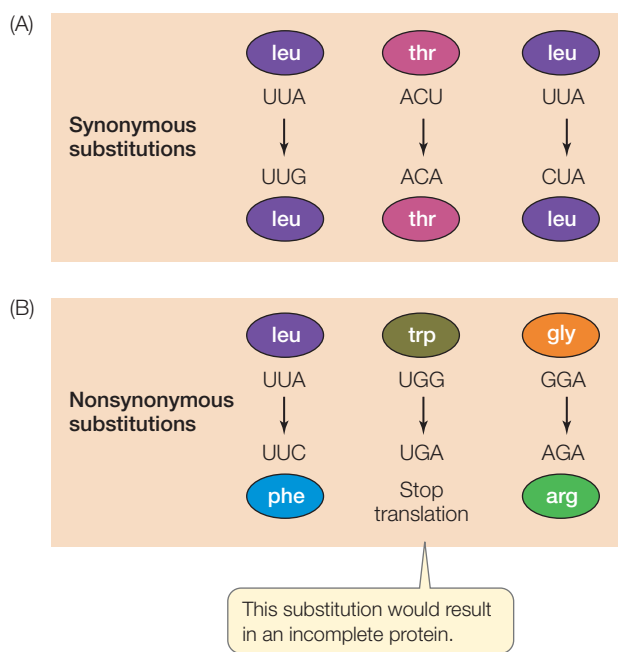 (A)
leu thr leu
UUA ACU UUA
Synonymous
substitutions
UUG ACA CUA
leu thr leu
(B)
leu trp gly
UUA UGG GGA
Nonsynonymous
substitutions
UUC UGA AGA
phe Stop arg
translation
This substitution would result
in an incomplete protein.